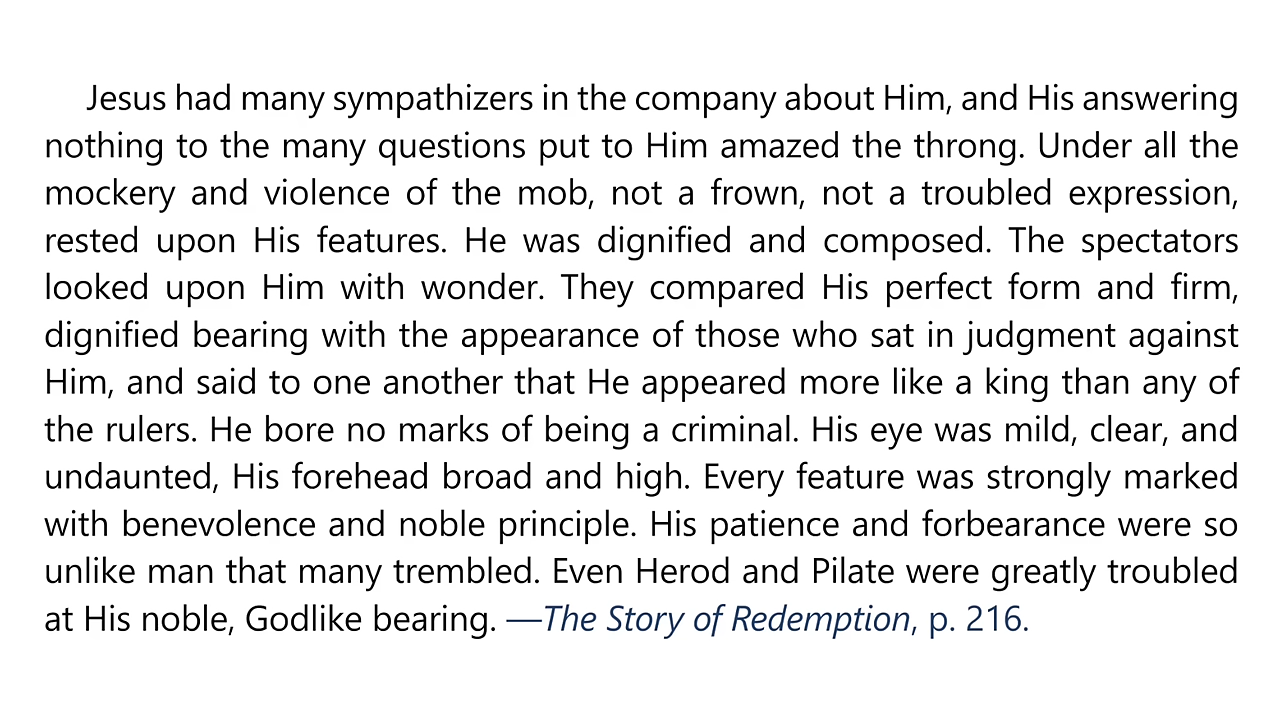 Jesus had many sympathizers in the company about Him, and His answering
nothing to the many questions put to Him amazed the throng. Under all the
mockery and violence of the mob, not a frown, not a troubled expression,
rested upon His features. He was dignified and composed. The spectators
looked upon Him with wonder. They compared His perfect form and firm,
dignified bearing with the appearance of those who sat in judgment against
Him, and said to one another that He appeared more like a king than any of
the rulers. He bore no marks of being a criminal. His eye was mild, clear, and
undaunted, His forehead broad and high. Every feature was strongly marked
with benevolence and noble principle. His patience and forbearance were so
unlike man that many trembled. Even Herod and Pilate were greatly troubled
at His noble, Godlike bearing. —The Story of Redemption, p. 216.